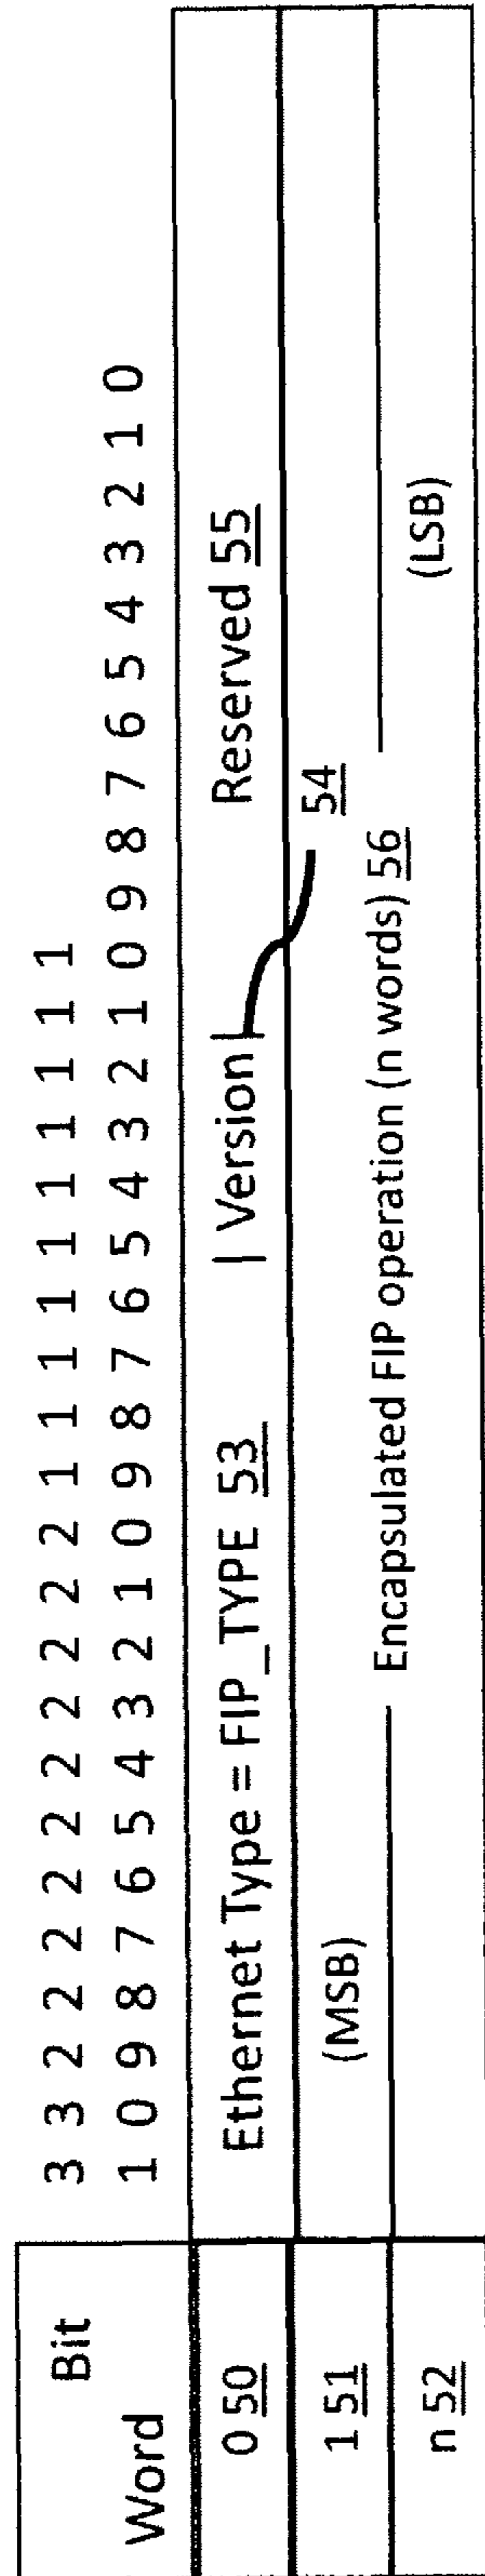 Bit 3 3 2 2 2 2 2 2 2 2 2 2 1 1 1 1 1 1 1 1 1 1
Word 1 0 9 8 7 6 5 4 3 2 1 0 9 8 7 6 5 4 3 2 1 0 9 8 7 6 5 4 3 2 1 0
0 50 Ethernet Type = FIP_TYPE 53 | Version | Reserved 55
1 51 (MSB) 54
Encapsulated FIP operation (n words) 56
n 52 (LSB)